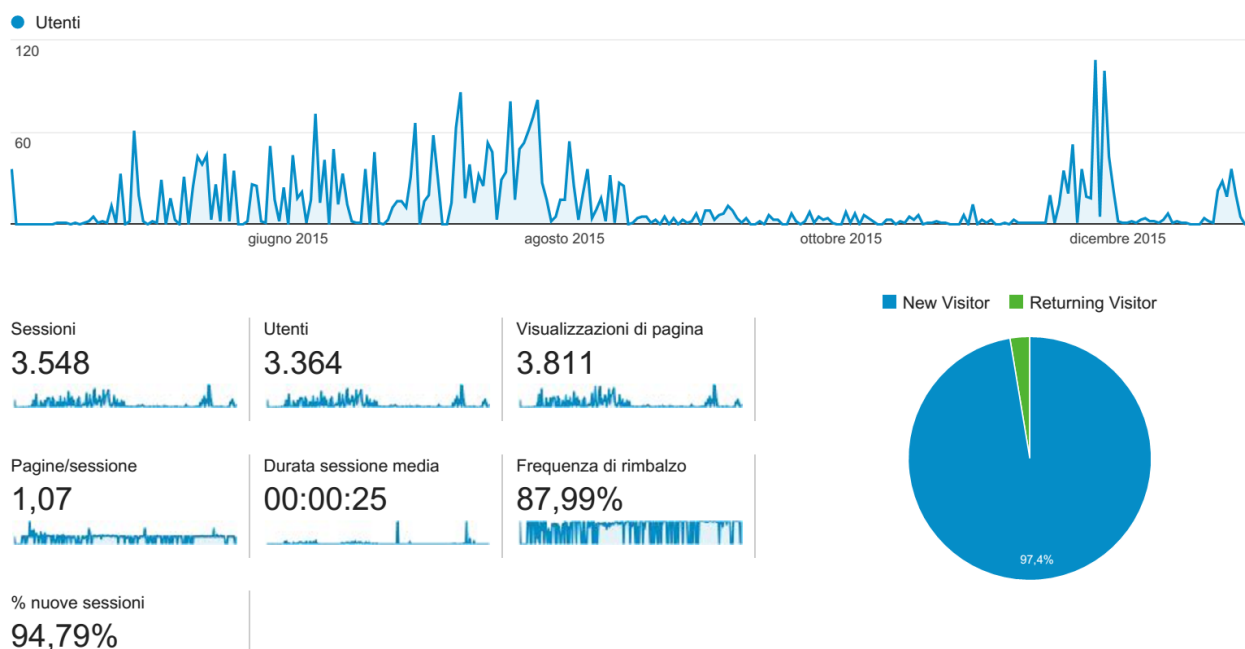 Utenti
120
60
giugno 2015
agosto 2015
ottobre 2015
dicembre 2015
New Visitor
Returning Visitor
Sessioni
3.548
Utenti
3.364
Visualizzazioni di pagina
3.811
Pagine/sessione
1,07
Durata sessione media
00:00:25
Frequenza di rimbalzo
87,99%
97,4%
% nuove sessioni
94,79%